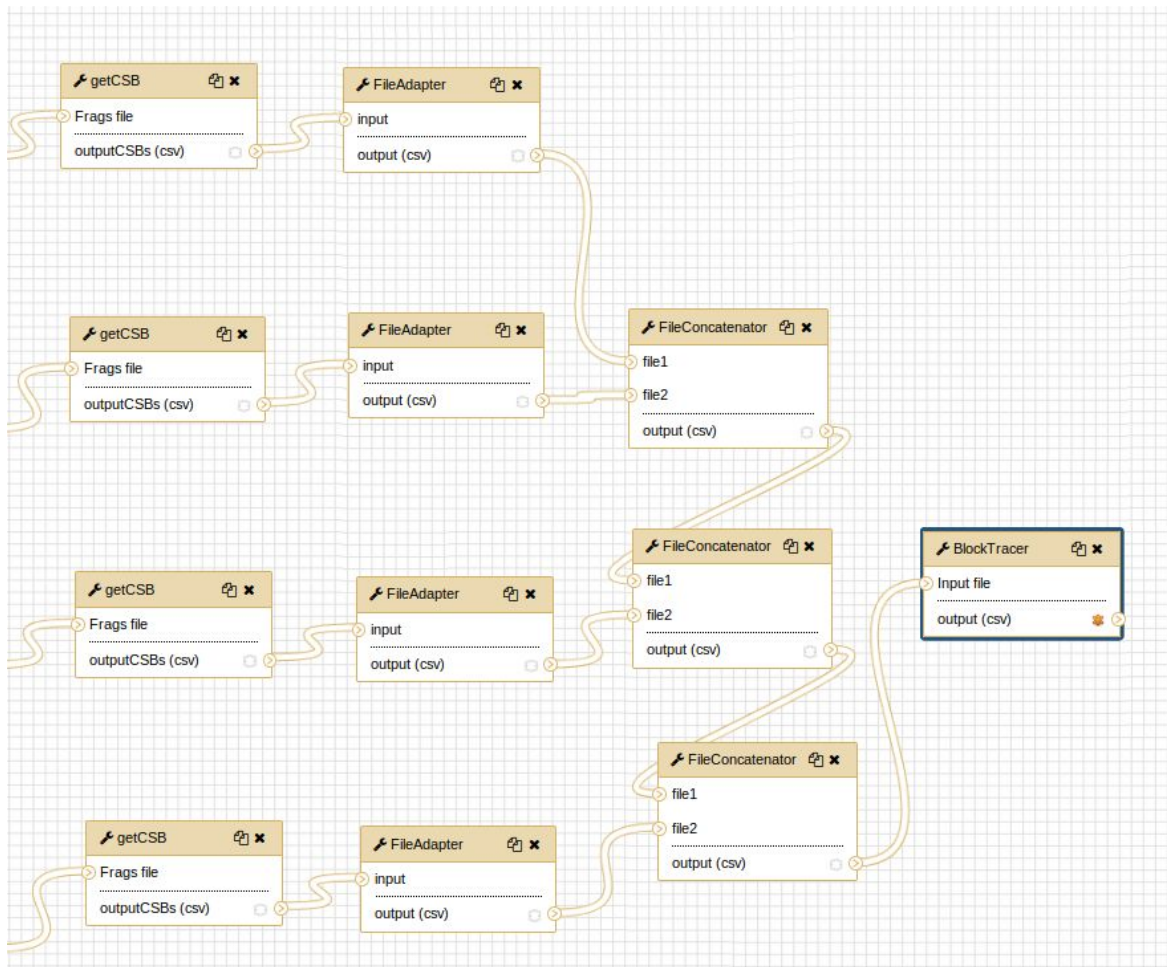 getCSB
Frags file
outputCSBs (csv)
FileAdapter
input
output (csv)
getCSB
Frags file
outputCSBs (csv)
FileAdapter
input
output (csv)
FileConcatenator
file1
file2
output (csv)
getCSB
Frags file
outputCSBs (csv)
FileAdapter
input
output (csv)
FileConcatenator
file1
file2
output (csv)
BlockTracer
Input file
output (csv)
getCSB
Frags file
outputCSBs (csv)
FileAdapter
input
output (csv)
FileConcatenator
file1
file2
output (csv)